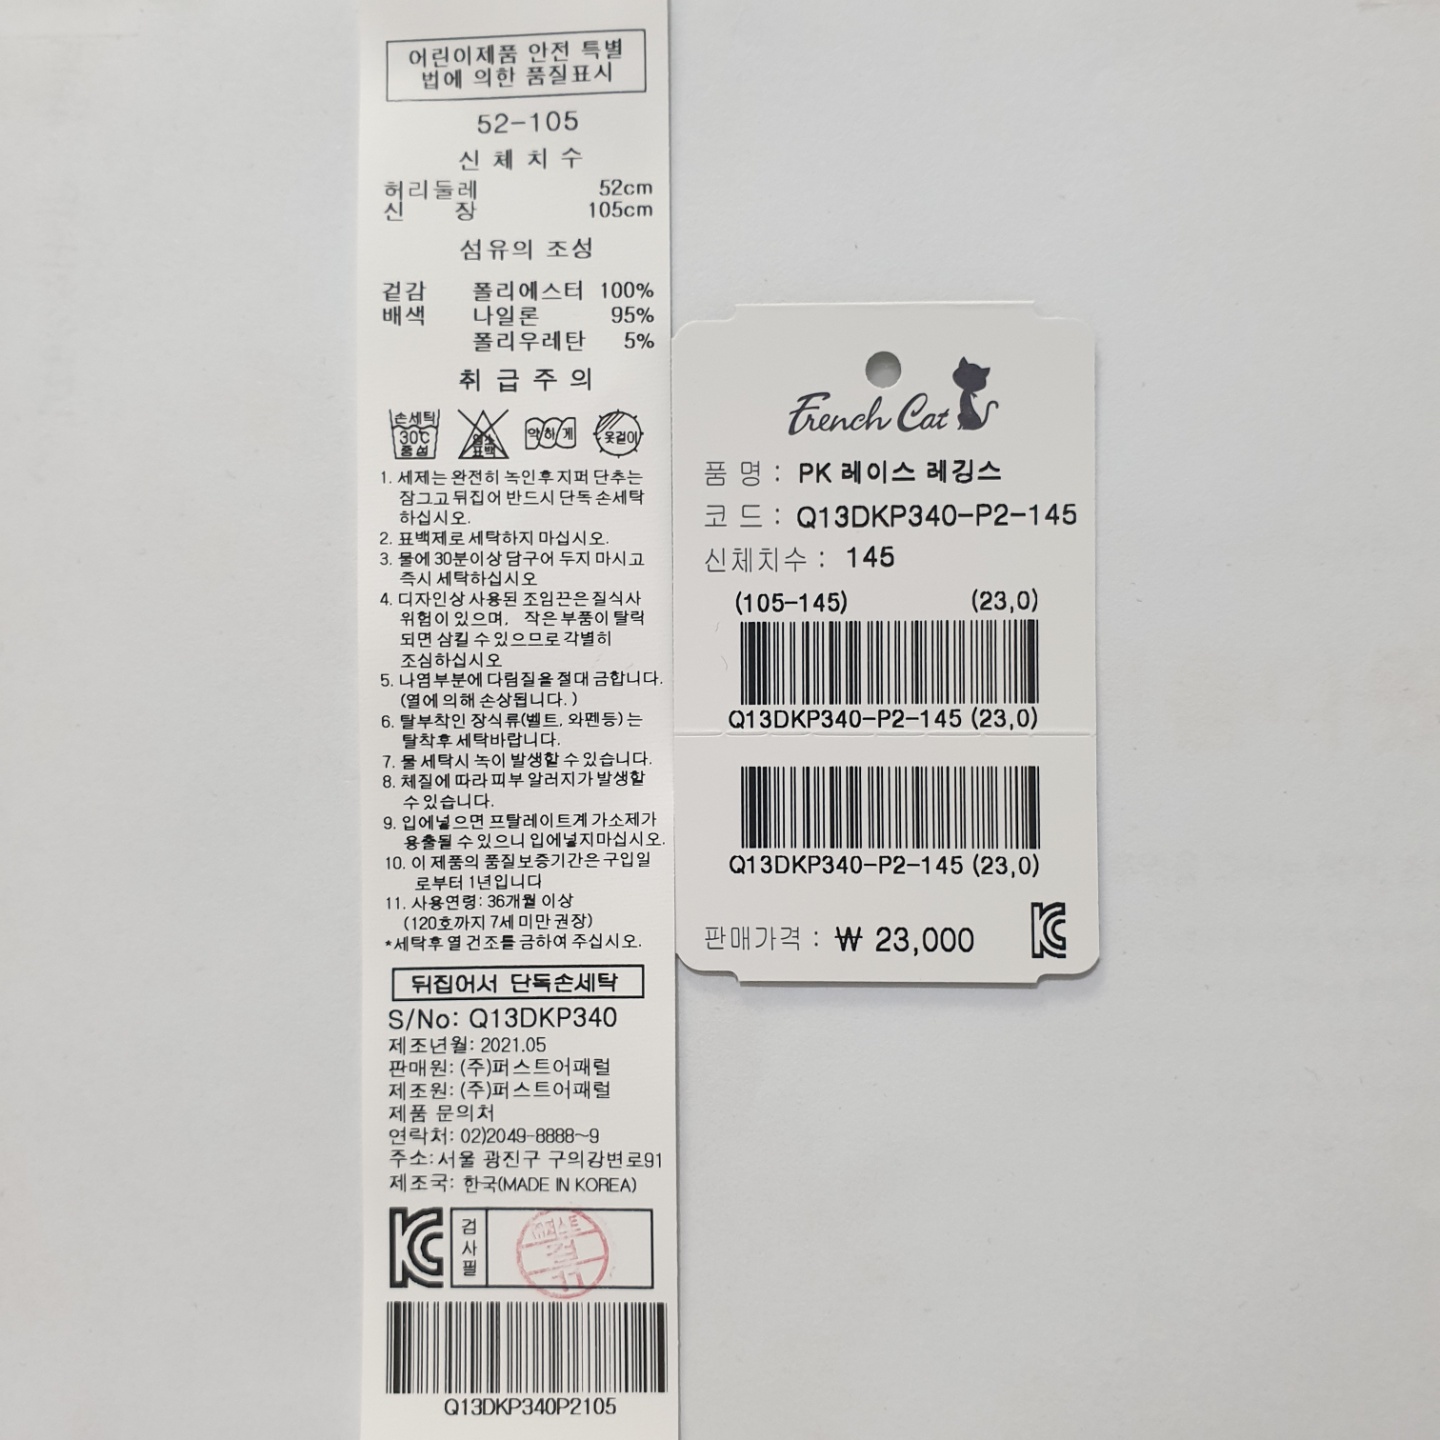 어린이제품 안전 특별
법에 의한 품질표시
52-105
신 체 치 수
허리둘레 52cm
신 장 105cm
섬유의 조성
겉감 폴리에스터 100%
배색 나일론 95%
폴리우레탄 5%
취 급 주 의
손세탁
30℃
중성
염소
표백
약하게
옷걸이
1. 세제는 완전히 녹인후 지퍼 단추는
잠그고 뒤집어 반드시 단독 손세탁
하십시오.
2. 표백제로 세탁하지 마십시오.
3. 물에 30분이상 담구어 두지 마시고
즉시 세탁하십시오
4. 디자인상 사용된 조임끈은 질식사
위험이 있으며, 작은 부품이 탈락
되면 삼킬 수 있으므로 각별히
조심하십시오
5. 나염부분에 다림질을 절대 금합니다.
(열에 의해 손상됩니다.)
6. 탈부착인 장식류(벨트, 와펜등)는
탈착후 세탁바랍니다.
7. 물 세탁시 녹이 발생할 수 있습니다.
8. 체질에 따라 피부 알러지가 발생할
수 있습니다.
9. 입에넣으면 프탈레이트계 가소제가
용출될 수 있으니 입에넣지마십시오.
10. 이 제품의 품질보증기간은 구입일
로부터 1년입니다
11. 사용연령: 36개월 이상
(120호까지 7세 미만 권장)
*세탁후 열 건조를 금하여 주십시오.
뒤집어서 단독손세탁
S/No: Q13DKP340
제조년월: 2021.05
판매원: (주)퍼스트어패럴
제조원: (주)퍼스트어패럴
제품 문의처
연락처: 02)2049-8888~9
주소: 서울 광진구 구의강변로91
제조국: 한국(MADE IN KOREA)
KC 검사필
Q13DKP340P2105
French Cat
품 명 : PK 레이스 레깅스
코 드 : Q13DKP340-P2-145
신체치수 : 145
(105-145) (23,0)
Q13DKP340-P2-145 (23,0)
Q13DKP340-P2-145 (23,0)
판매가격 : ₩ 23,000
KC